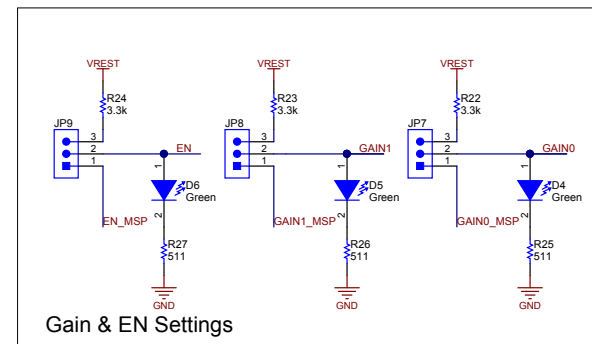 VREST
R24
3.3k
JP9
3
2
1
EN
1
D6
Green
2
EN_MSP
R27
511
GND
VREST
R23
3.3k
JP8
3
2
1
GAIN1
1
D5
Green
2
GAIN1_MSP
R26
511
GND
VREST
R22
3.3k
JP7
3
2
1
GAIN0
1
D4
Green
2
GAIN0_MSP
R25
511
GND
Gain & EN Settings